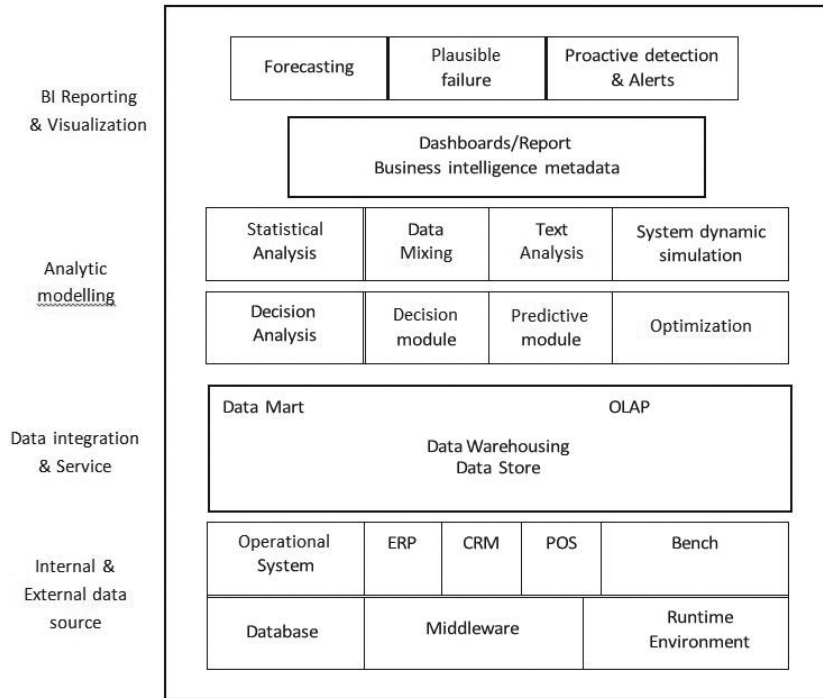 BI Reporting
& Visualization
Forecasting
Plausible
failure
Proactive detection
& Alerts
Dashboards/Report
Business intelligence metadata
Analytic
modelling
Statistical
Analysis
Data
Mixing
Text
Analysis
System dynamic
simulation
Decision
Analysis
Decision
module
Predictive
module
Optimization
Data integration
& Service
Data Mart
OLAP
Data Warehousing
Data Store
Internal &
External data
source
Operational
System
ERP
CRM
POS
Bench
Database
Middleware
Runtime
Environment